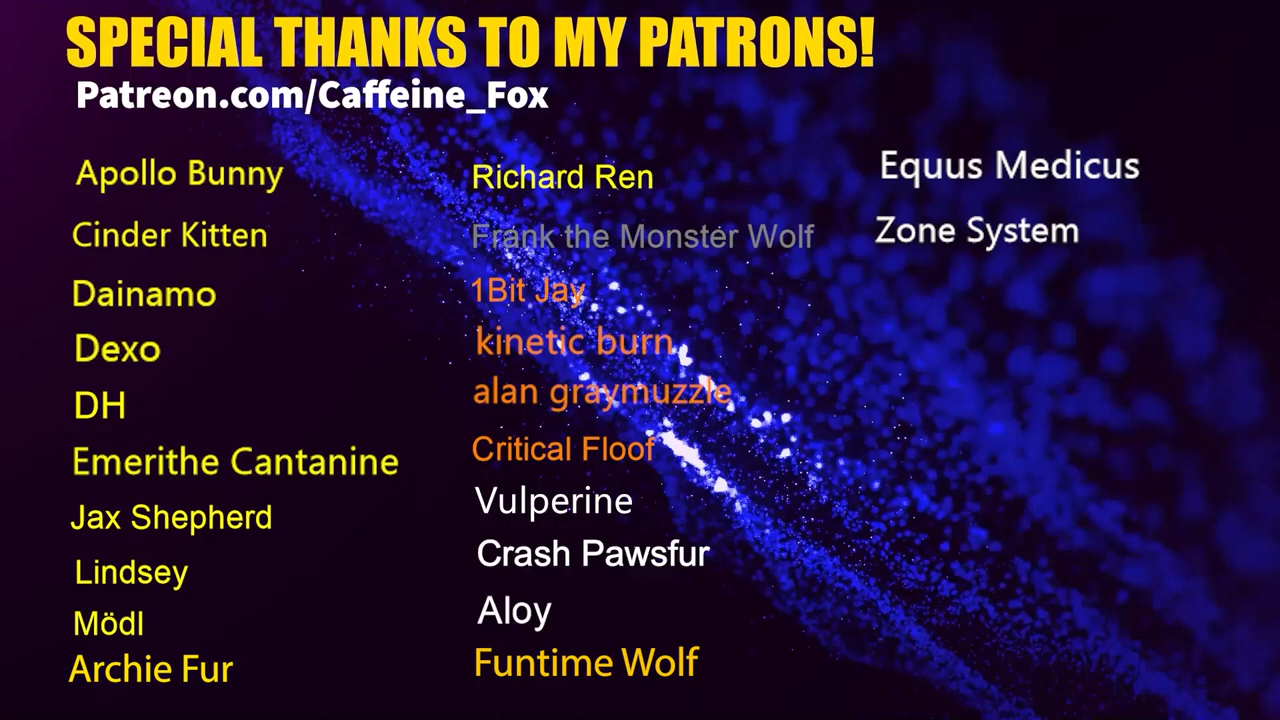 SPECIAL THANKS TO MY PATRONS!
Patreon.com/Caffeine_Fox
Apollo Bunny
Cinder Kitten
Dainamo
Dexo
DH
Emerithe Cantanine
Jax Shepherd
Lindsey
Mödl
Archie Fur
Richard Ren
Frank the Monster Wolf
1Bit Jay
kinetic burn
alan graymuzzle
Critical Floof
Vulperine
Crash Pawsfur
Aloy
Funtime Wolf
Equus Medicus
Zone System